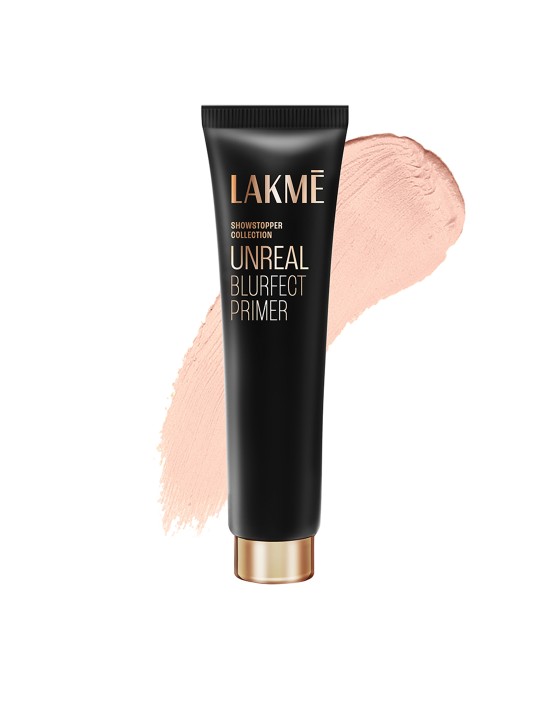 LAKMĒ
SHOWSTOPPER
COLLECTION
UNREAL
BLURFECT
PRIMER